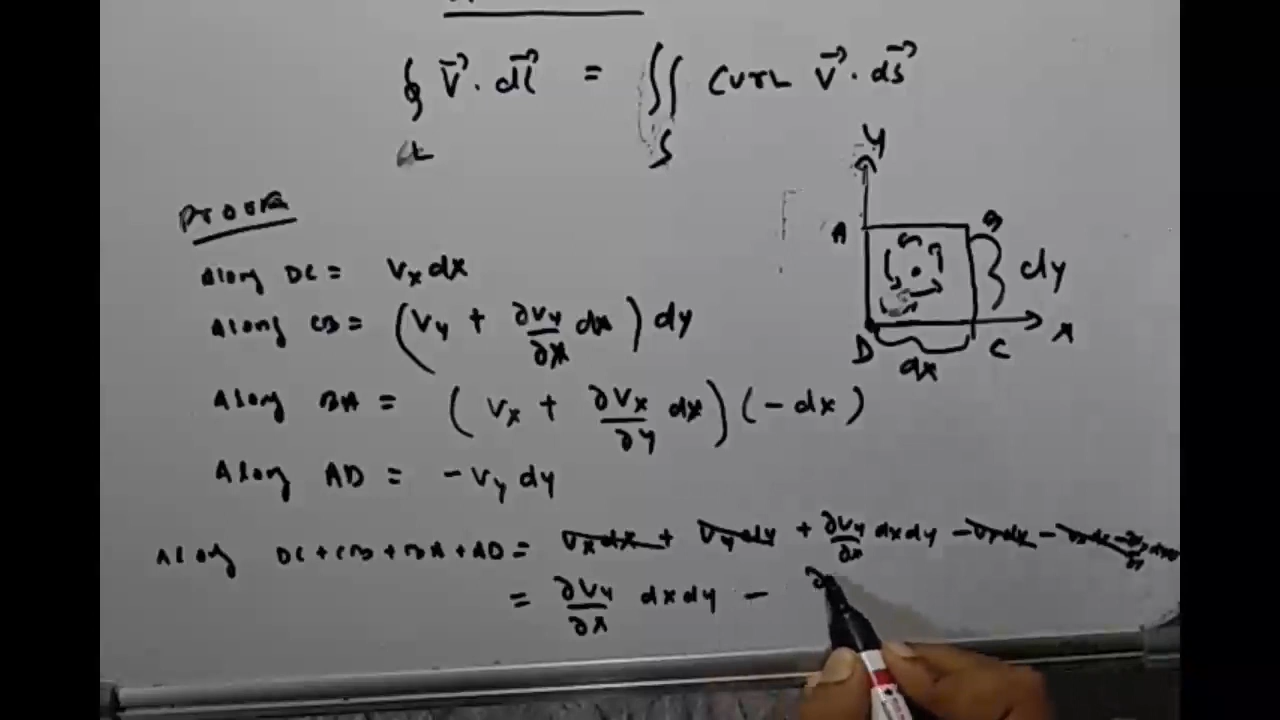 ∮ V⃗ . dl⃗ = ∬ CURL V⃗ . ds⃗
S
Proof
Along DC = Vx dx
Along CB = (Vy + ∂Vy/∂x dx) dy
Along BA = (Vx + ∂Vx/∂y dx) (- dx)
Along AD = - Vy dy
Along DC + CB + BA + AD = Vx dx + Vy dy + ∂Vy/∂x dx dy - Vx dx -
= ∂Vy/∂x dx dy - ∂
Y
A
B
dy
D
C
X
dx